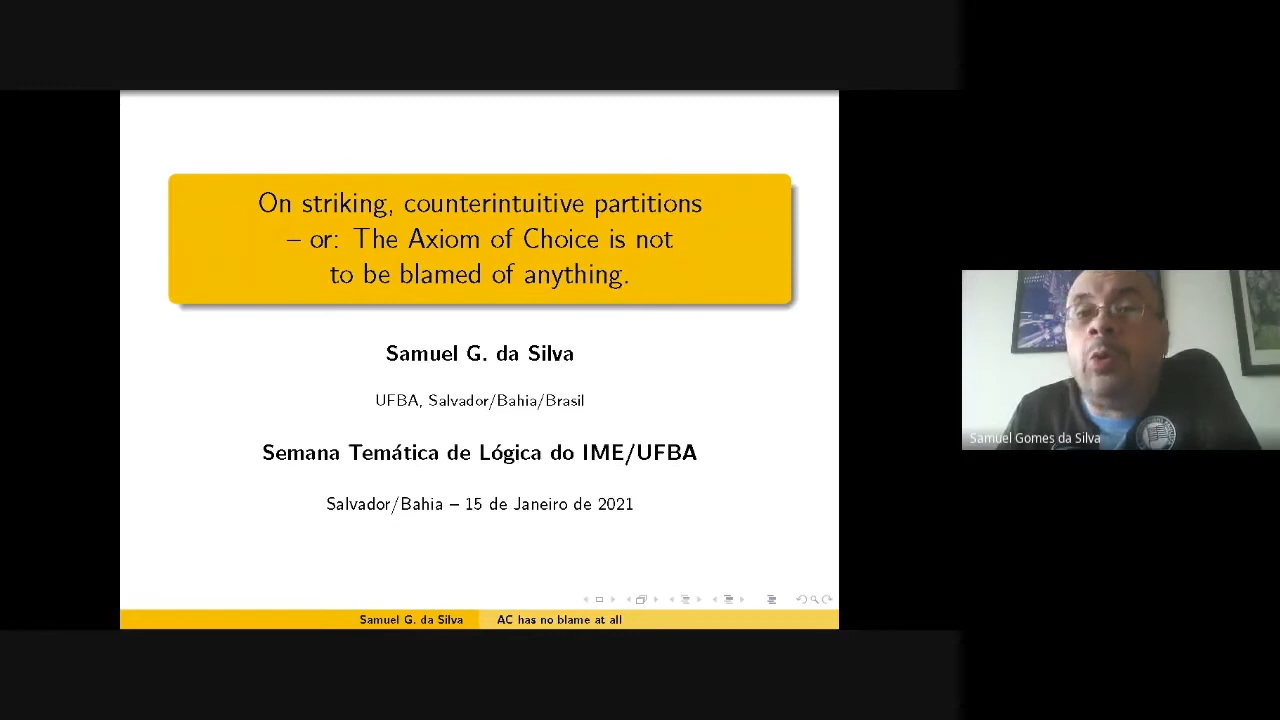 On striking, counterintuitive partitions
– or: The Axiom of Choice is not
to be blamed of anything.
Samuel G. da Silva
UFBA, Salvador/Bahia/Brasil
Semana Temática de Lógica do IME/UFBA
Salvador/Bahia – 15 de Janeiro de 2021
Samuel G. da Silva
AC has no blame at all
Samuel Gomes da Silva